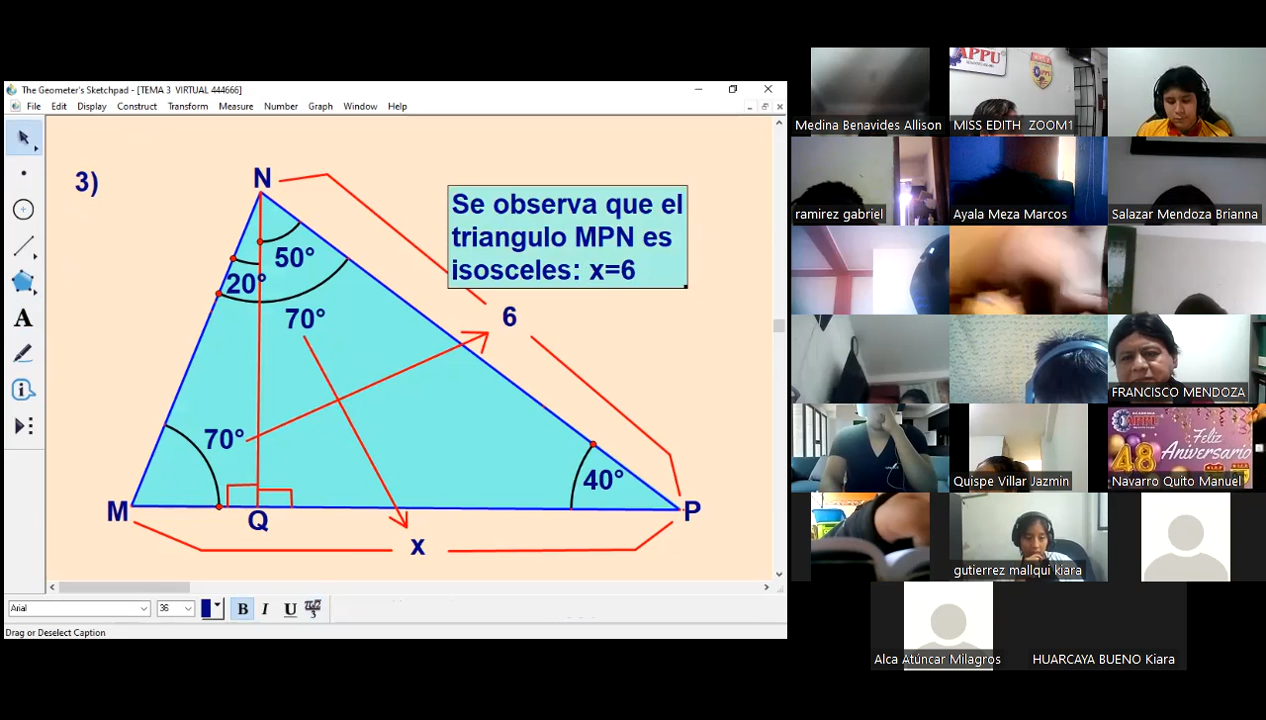 The Geometer's Sketchpad - [TEMA 3 VIRTUAL 444666]
File Edit Display Construct Transform Measure Number Graph Window Help
3)
N
50°
20°
70°
6
70°
40°
M
Q
P
x
Se observa que el
triangulo MPN es
isosceles: x=6
A
Arial
36
B I U
Drag or Deselect Caption
APPU
Medina Benavides Allison
MISS EDITH ZOOM1
ramirez gabriel
Ayala Meza Marcos
Salazar Mendoza Brianna
FRANCISCO MENDOZA
Quispe Villar Jazmin
APPU
Feliz
48 Aniversario
Navarro Quito Manuel
gutierrez mallqui kiara
Alca Atúncar Milagros
HUARCAYA BUENO Kiara